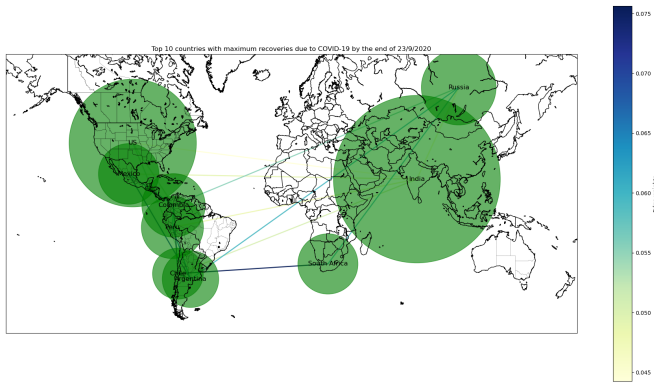 Top 10 countries with maximum recoveries due to COVID-19 by the end of 23/9/2020
0.075
Russia
0.070
US
0.065
Mexico
India
0.060
Colombia
Peru
0.055
South Africa
Argentina
0.050
0.045